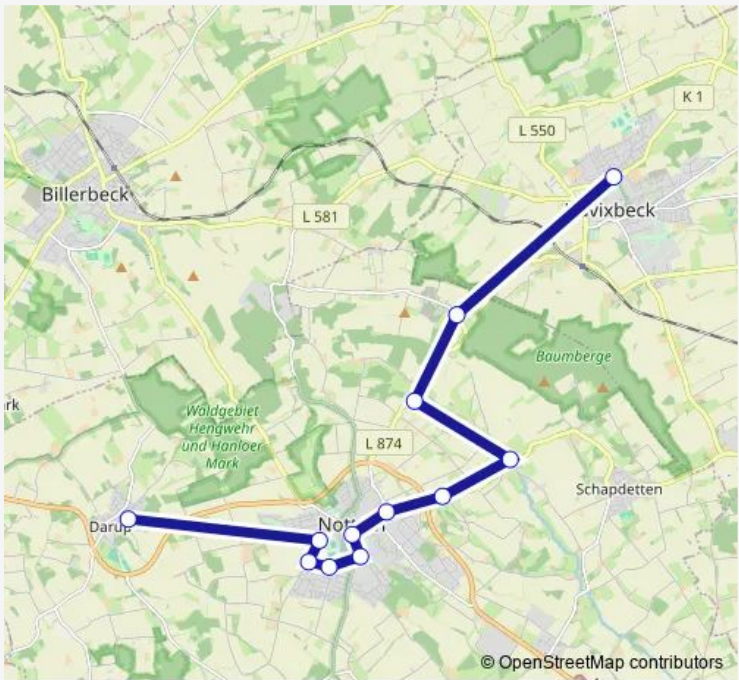 K 1
L 550
Billerbeck
L 581
Baumberge
Waldgebiet
Hengwehr
und Hanloer
Mark
L 874
Schapdetten
© OpenStreetMap contributors